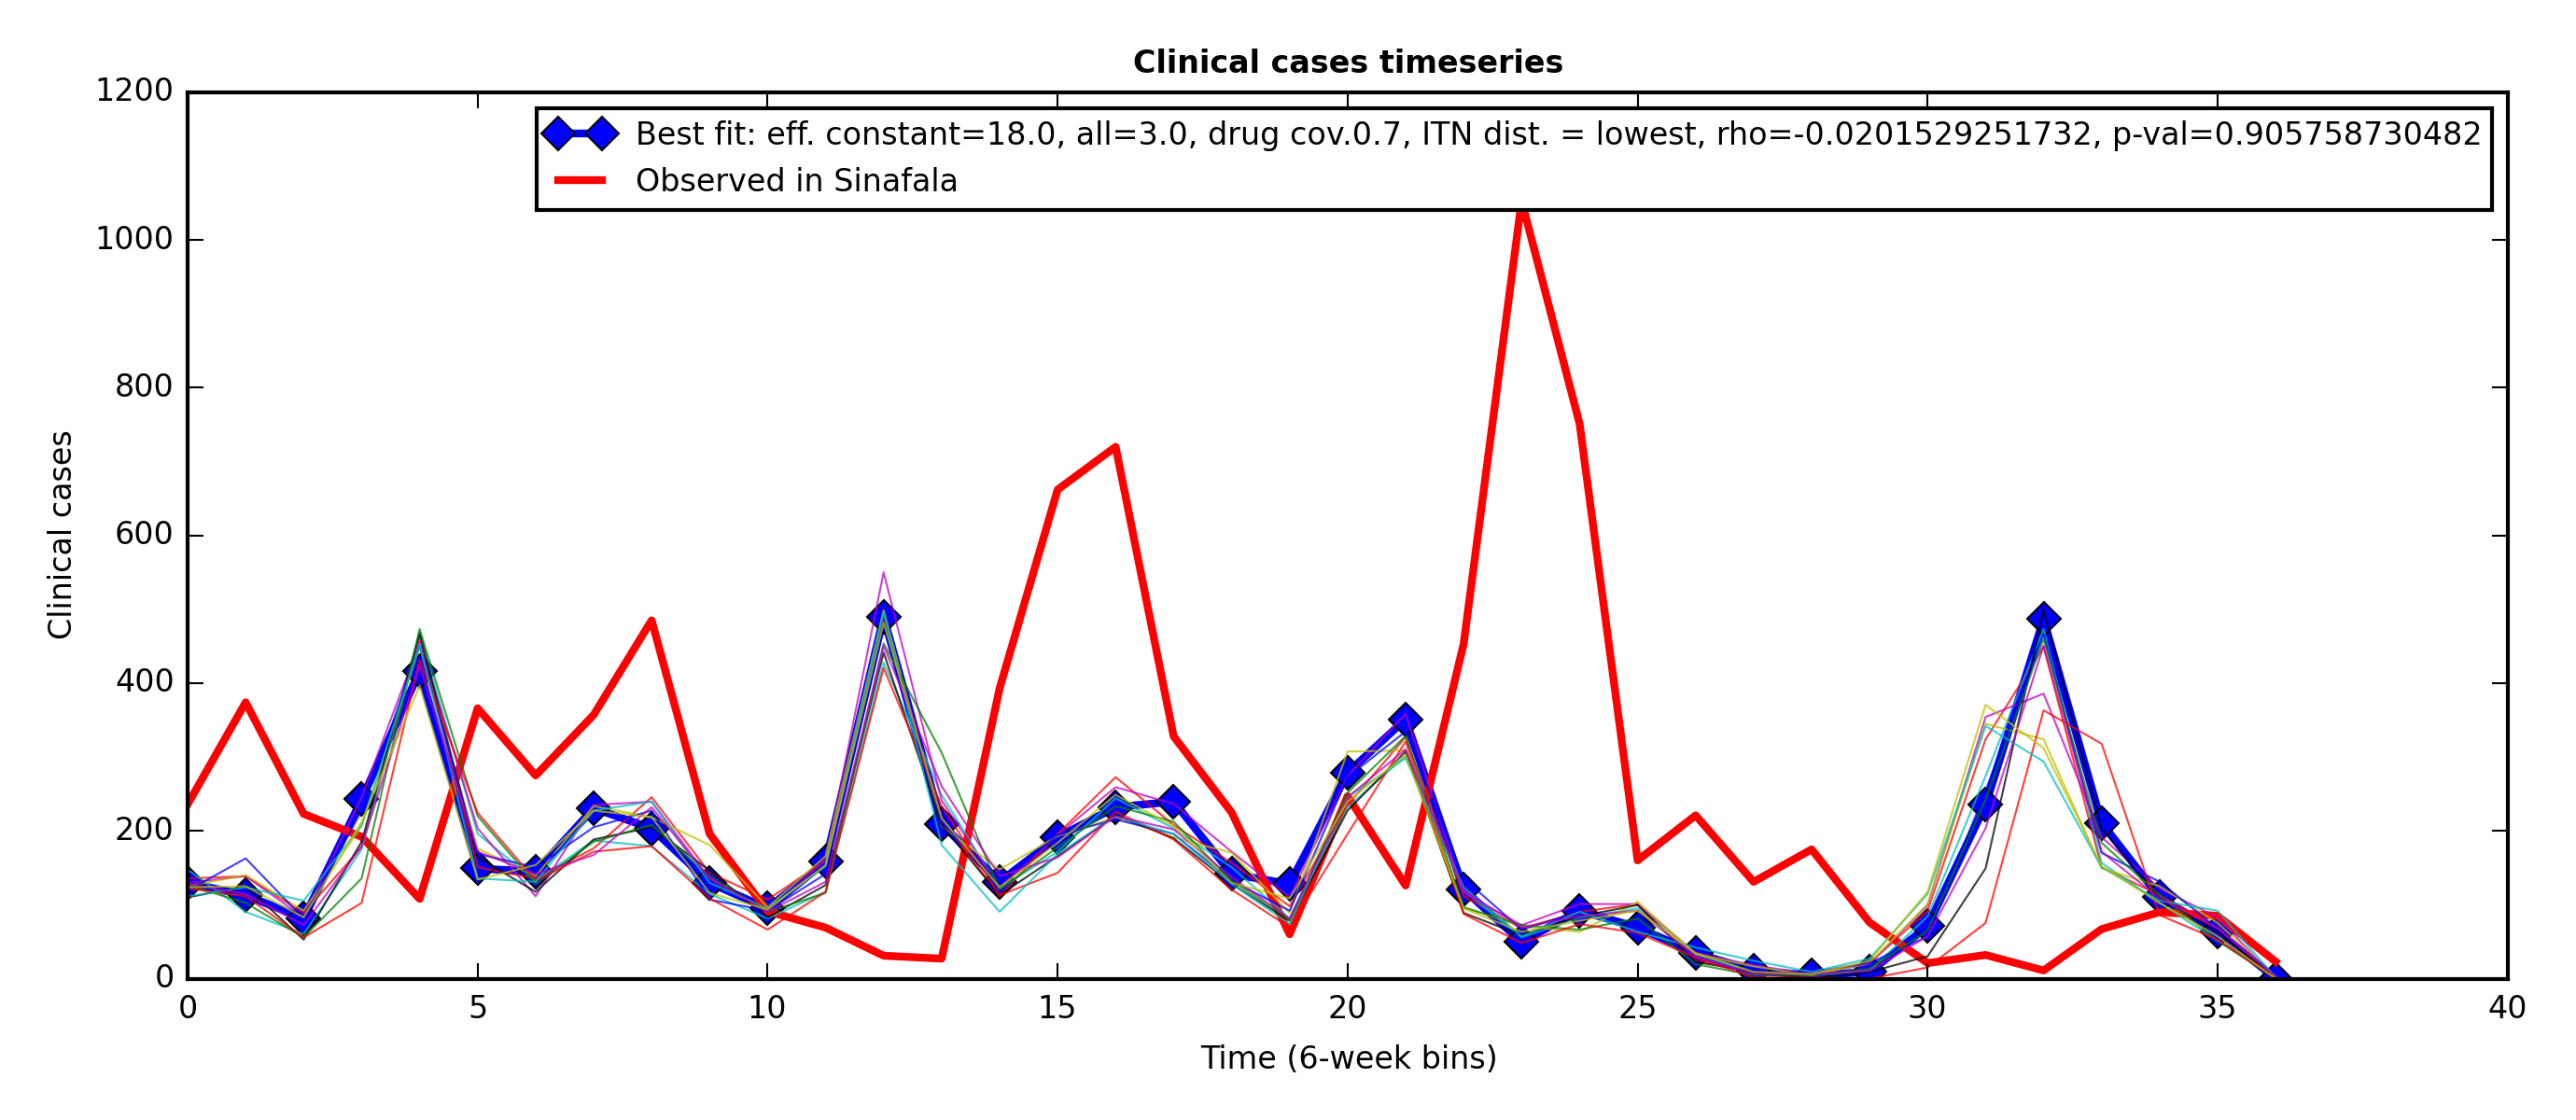 Clinical cases timeseries
1200
1000
800
600
400
200
0
Clinical cases
Best fit: eff. constant=18.0, all=3.0, drug cov.0.7, ITN dist. = lowest, rho=-0.0201529251732, p-val=0.905758730482
Observed in Sinafala
0 5 10 15 20 25 30 35 40
Time (6-week bins)